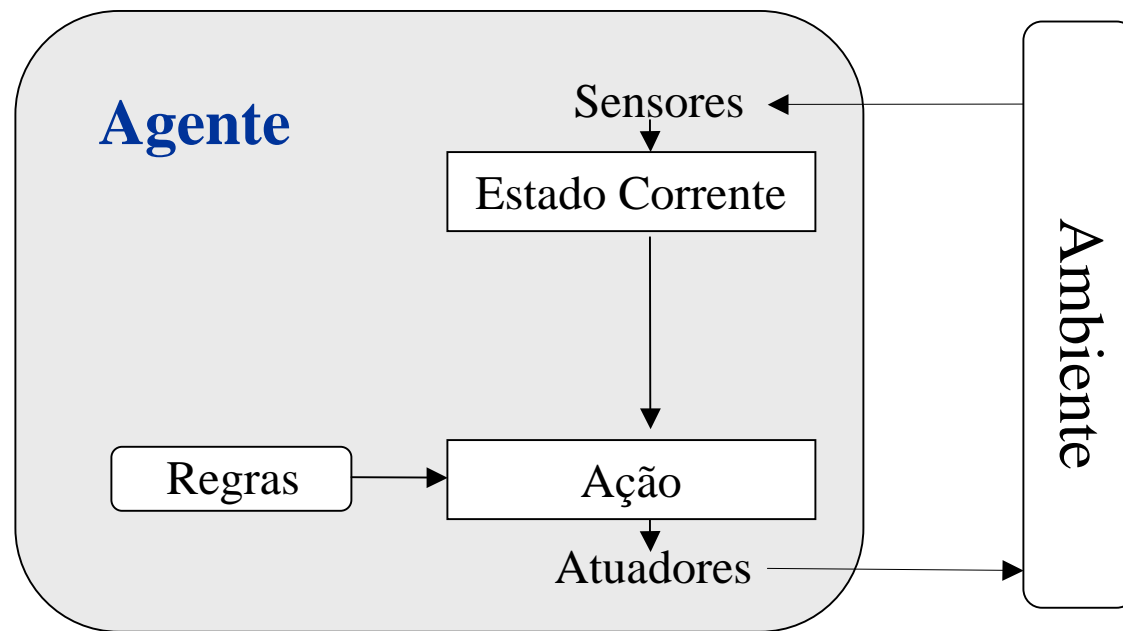 Agente
Sensores
Estado Corrente
Regras
Ação
Atuadores
Ambiente